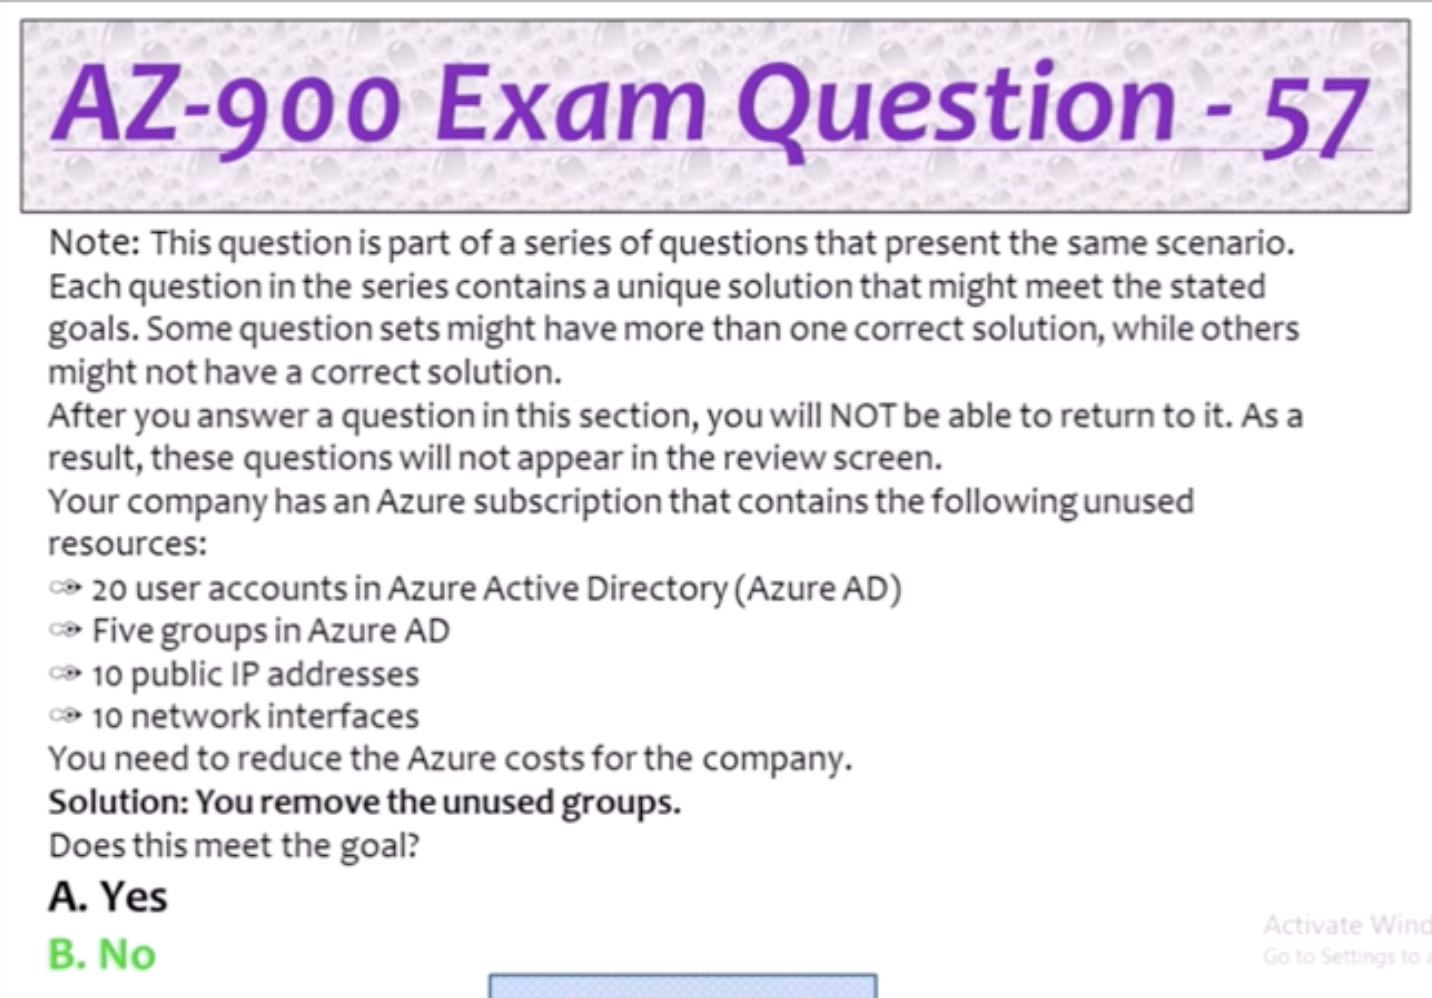 AZ-900 Exam Question - 57
Note: This question is part of a series of questions that present the same scenario.
Each question in the series contains a unique solution that might meet the stated
goals. Some question sets might have more than one correct solution, while others
might not have a correct solution.
After you answer a question in this section, you will NOT be able to return to it. As a
result, these questions will not appear in the review screen.
Your company has an Azure subscription that contains the following unused
resources:
20 user accounts in Azure Active Directory (Azure AD)
Five groups in Azure AD
10 public IP addresses
10 network interfaces
You need to reduce the Azure costs for the company.
Solution: You remove the unused groups.
Does this meet the goal?
A. Yes
B. No
Activate Wind
Go to Settings to a